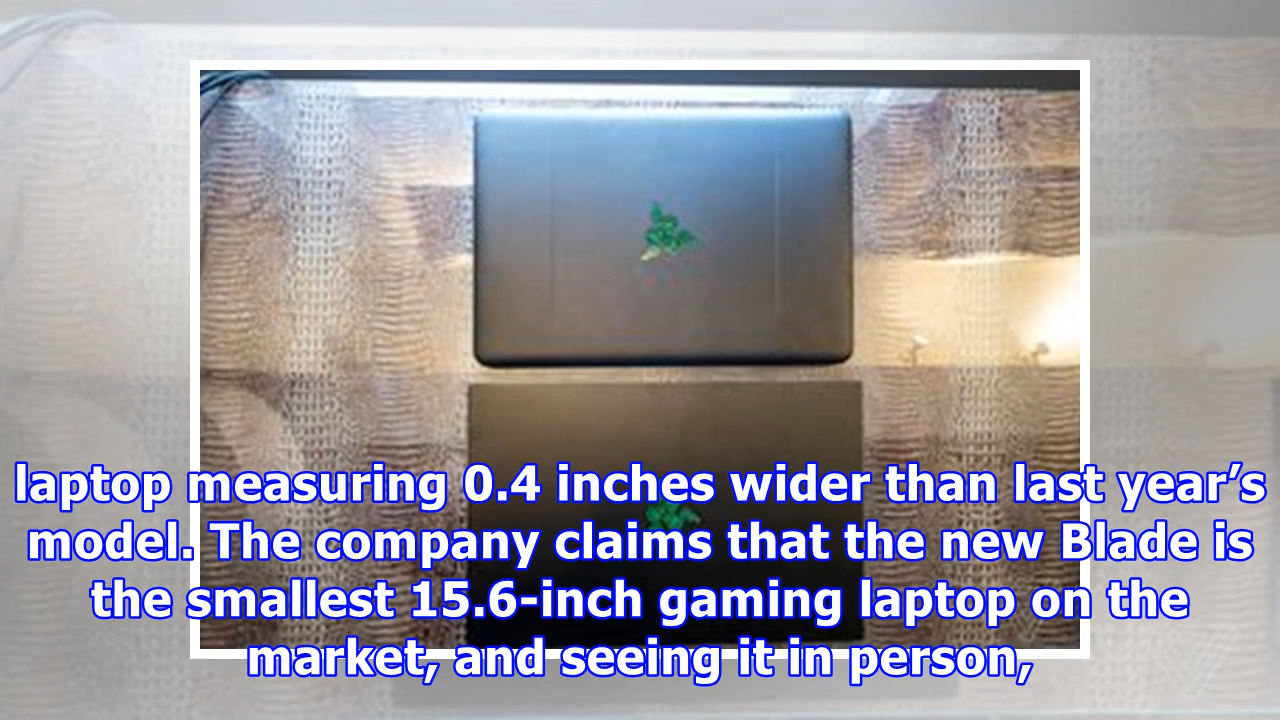 laptop measuring 0.4 inches wider than last year’s
model. The company claims that the new Blade is
the smallest 15.6-inch gaming laptop on the
market, and seeing it in person,